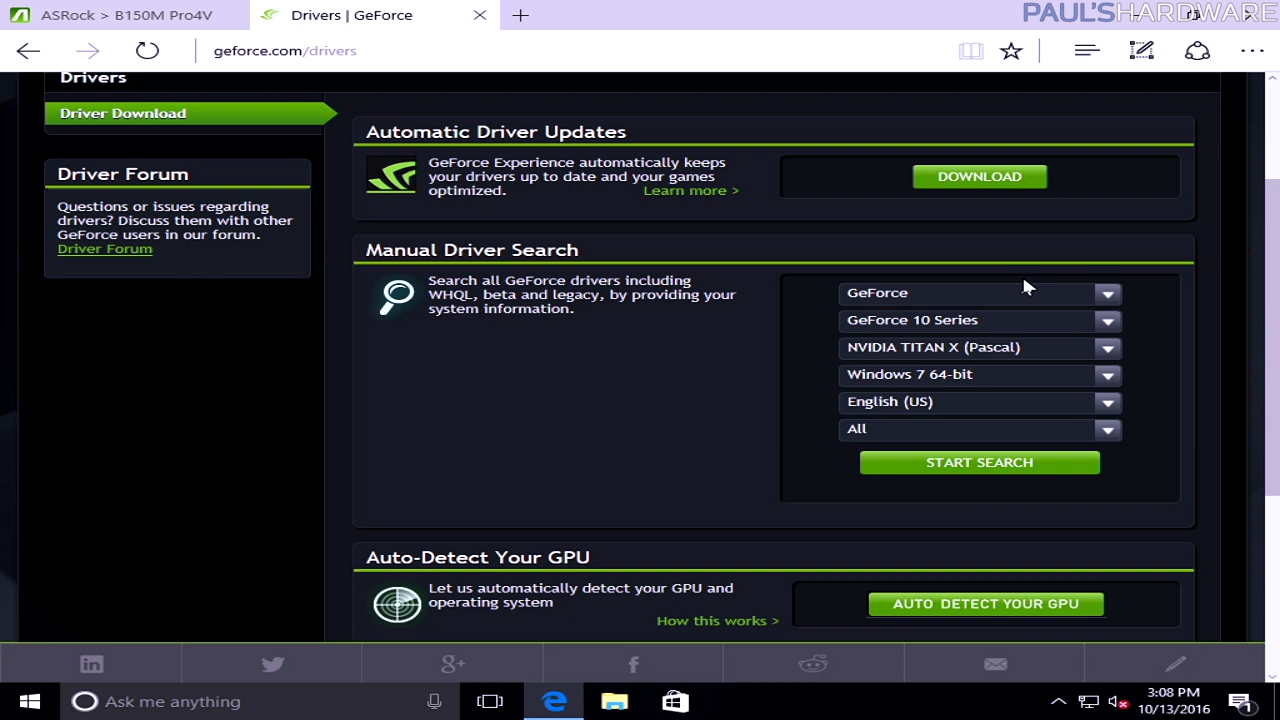 ASRock > B150M Pro4V
Drivers | GeForce
PAUL'SHARDWARE
geforce.com/drivers
Drivers
Driver Download
Driver Forum
Questions or issues regarding
drivers? Discuss them with other
GeForce users in our forum.
Driver Forum
Automatic Driver Updates
GeForce Experience automatically keeps
your drivers up to date and your games
optimized.
Learn more >
DOWNLOAD
Manual Driver Search
Search all GeForce drivers including
WHQL, beta and legacy, by providing your
system information.
GeForce
GeForce 10 Series
NVIDIA TITAN X (Pascal)
Windows 7 64-bit
English (US)
All
START SEARCH
Auto-Detect Your GPU
Let us automatically detect your GPU and
operating system
How this works >
AUTO DETECT YOUR GPU
in
g+
f
Ask me anything
3:08 PM
10/13/2016
1